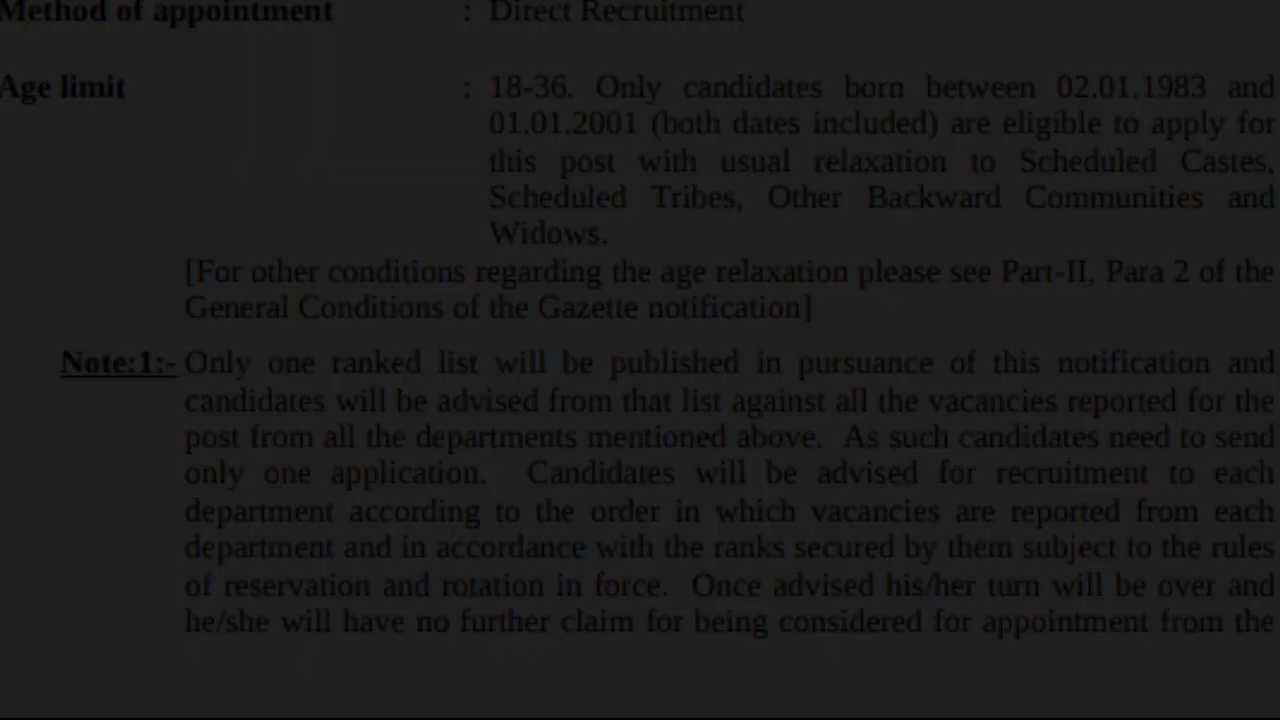 Method of appointment : Direct Recruitment
Age limit : 18-36. Only candidates born between 02.01.1983 and
01.01.2001 (both dates included) are eligible to apply for
this post with usual relaxation to Scheduled Castes,
Scheduled Tribes, Other Backward Communities and
Widows.
[For other conditions regarding the age relaxation please see Part-II, Para 2 of the
General Conditions of the Gazette notification]
Note:1:- Only one ranked list will be published in pursuance of this notification and
candidates will be advised from that list against all the vacancies reported for the
post from all the departments mentioned above. As such candidates need to send
only one application. Candidates will be advised for recruitment to each
department according to the order in which vacancies are reported from each
department and in accordance with the ranks secured by them subject to the rules
of reservation and rotation in force. Once advised his/her turn will be over and
he/she will have no further claim for being considered for appointment from the